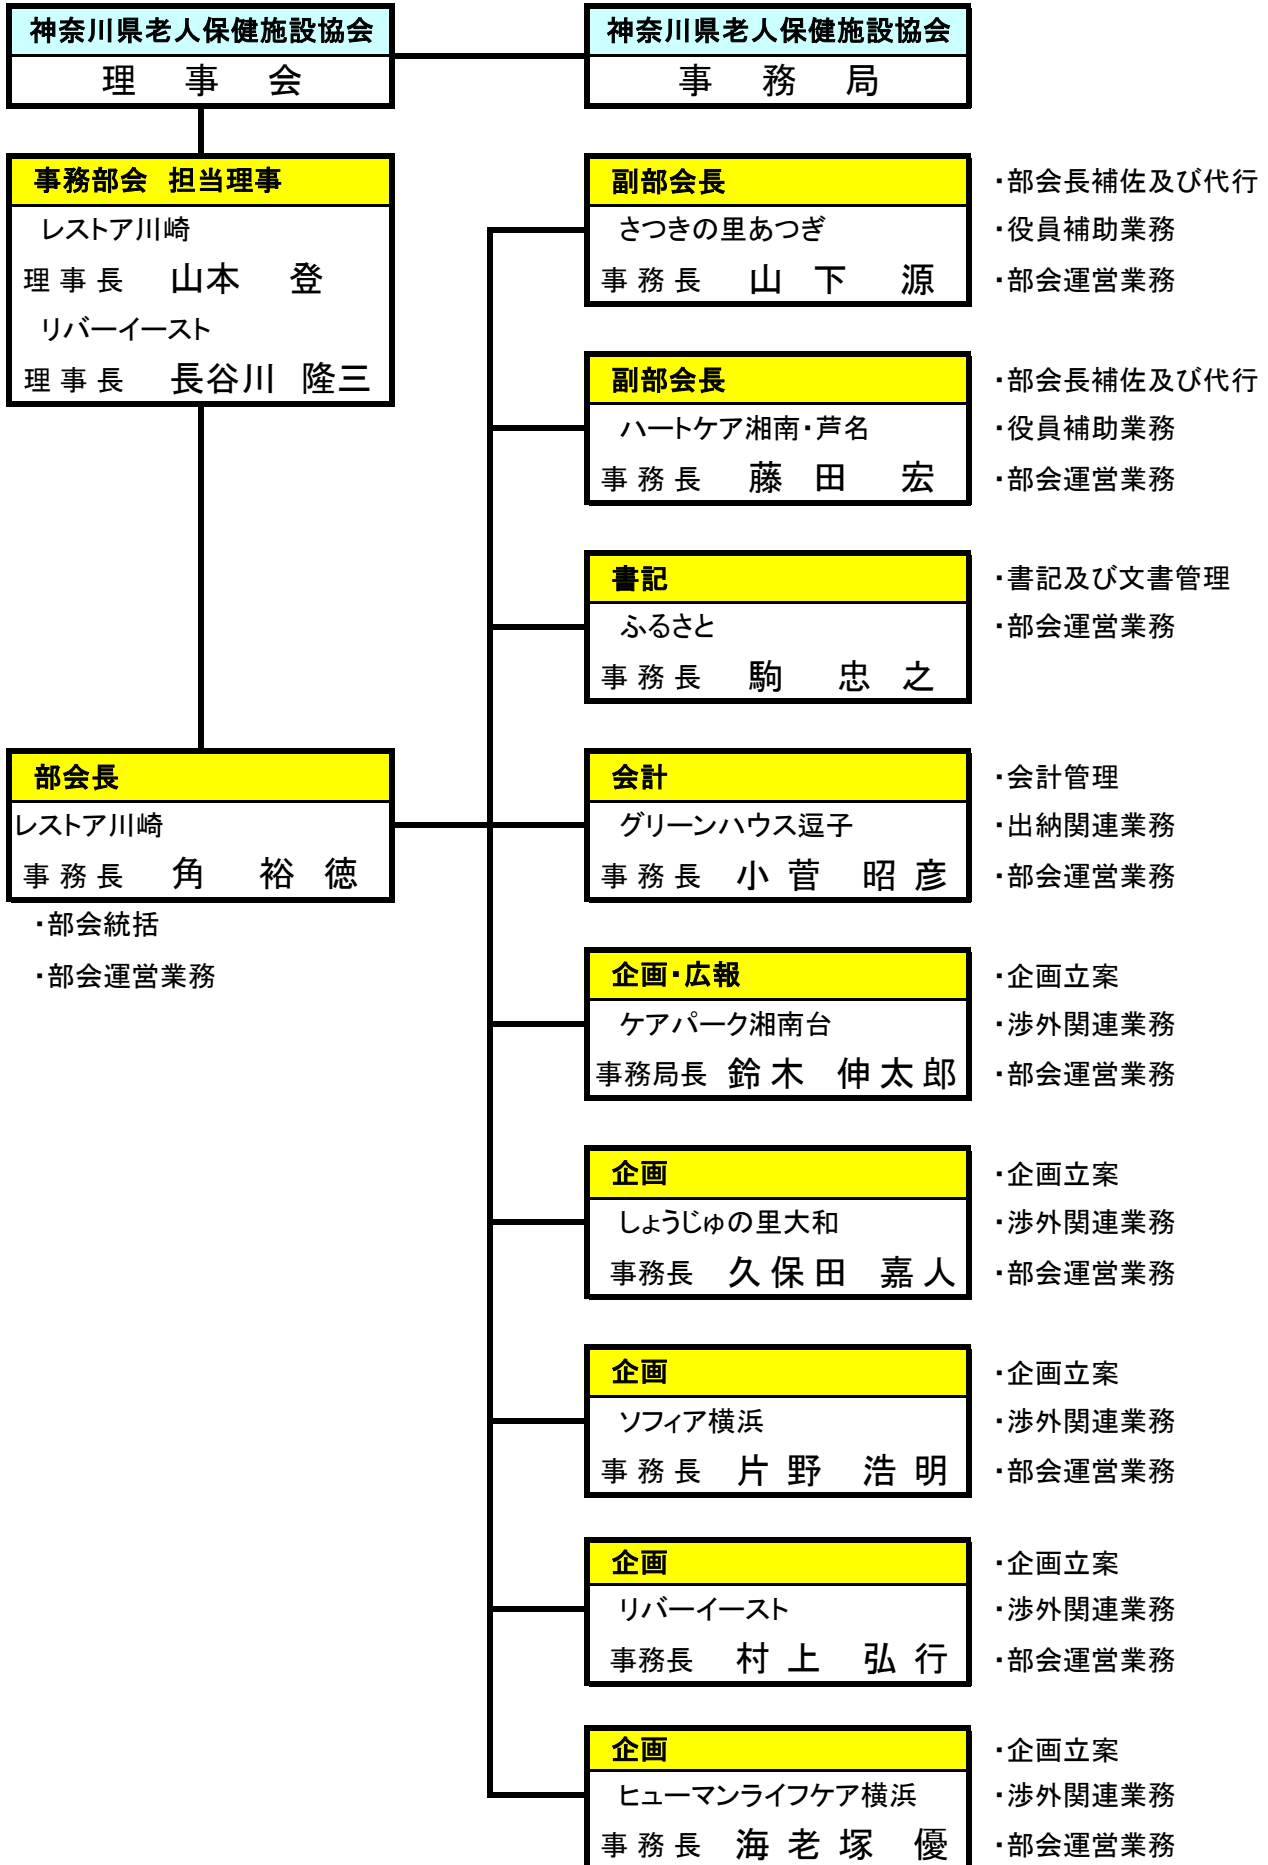 神奈川県老人保健施設協会
理 事 会
神奈川県老人保健施設協会
事 務 局
事務部会 担当理事
レストア川崎
理 事 長 山本 登
リバーイースト
理 事 長 長谷川 隆三
部会長
レストア川崎
事 務 長 角 裕 徳
・部会統括
・部会運営業務
副部会長
さつきの里あつぎ
事 務 長 山 下 源
・部会長補佐及び代行
・役員補助業務
・部会運営業務
副部会長
ハートケア湘南・芦名
事 務 長 藤 田 宏
・部会長補佐及び代行
・役員補助業務
・部会運営業務
書記
ふるさと
事 務 長 駒 忠 之
・書記及び文書管理
・部会運営業務
会計
グリーンハウス逗子
事 務 長 小 菅 昭 彦
・会計管理
・出納関連業務
・部会運営業務
企画・広報
ケアパーク湘南台
事務局長 鈴 木 伸 太 郎
・企画立案
・渉外関連業務
・部会運営業務
企画
しょうじゅの里大和
事務長 久 保 田 嘉 人
・企画立案
・渉外関連業務
・部会運営業務
企画
ソフィア横浜
事 務 長 片 野 浩 明
・企画立案
・渉外関連業務
・部会運営業務
企画
リバーイースト
事務長 村 上 弘 行
・企画立案
・渉外関連業務
・部会運営業務
企画
ヒューマンライフケア横浜
事 務 長 海 老 塚 優
・企画立案
・渉外関連業務
・部会運営業務